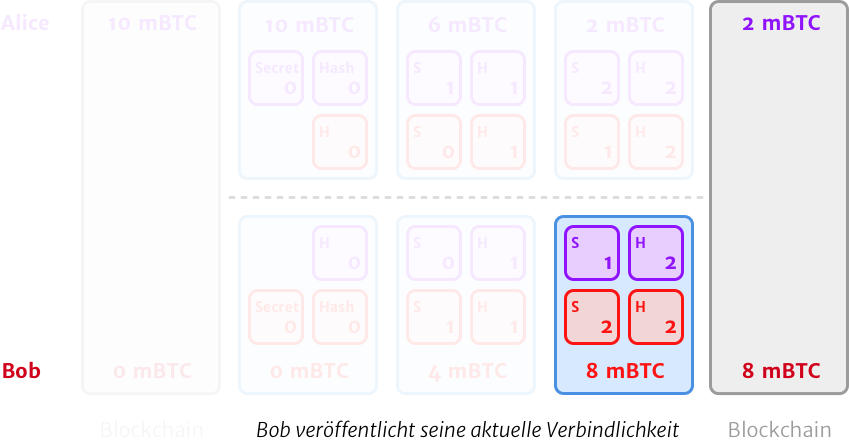 Alice 10 mBTC 10 mBTC 6 mBTC 2 mBTC 2 mBTC
Secret 0 Hash 0 S 1 H 1 S 2 H 2
H 0 S 0 H 1 S 1 H 2
H 0 S 0 H 1 S 1 H 2
Secret 0 Hash 0 S 1 H 1 S 2 H 2
Bob 0 mBTC 0 mBTC 4 mBTC 8 mBTC 8 mBTC
Blockchain Bob veröffentlicht seine aktuelle Verbindlichkeit Blockchain